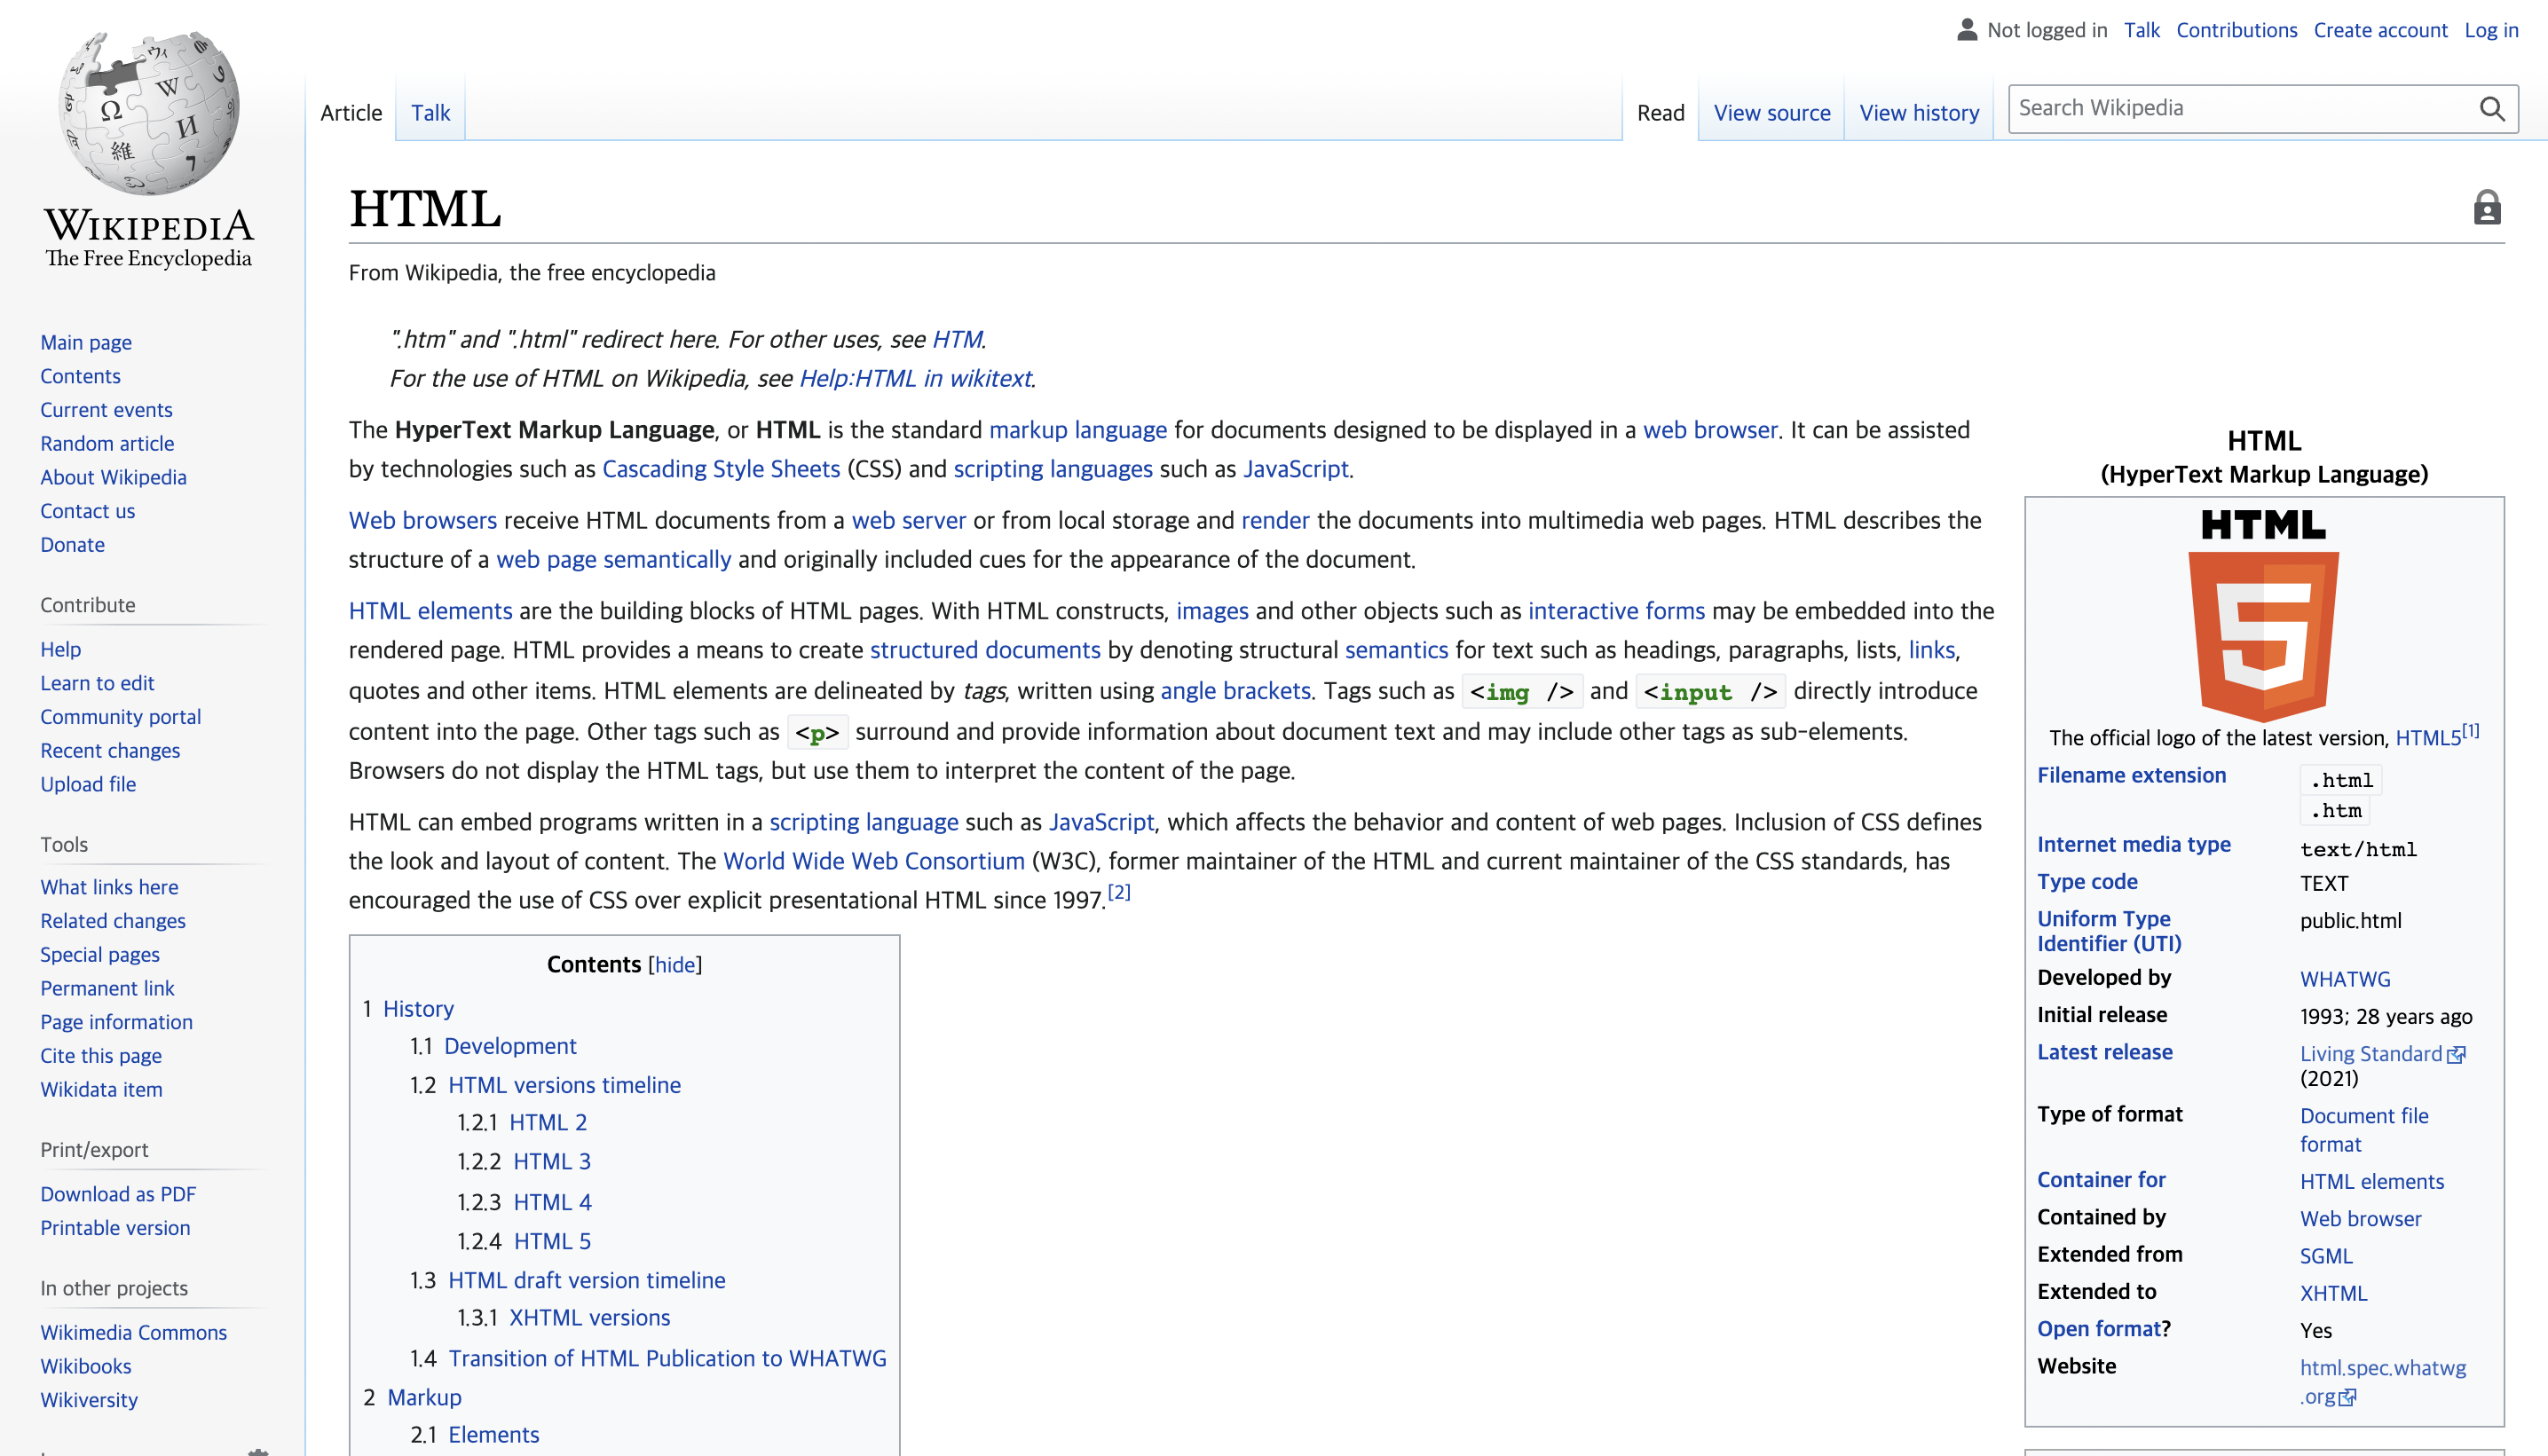 Not logged in Talk Contributions Create account Log in
Article Talk Read View source View history Search Wikipedia
WIKIPEDIA
The Free Encyclopedia
Main page
Contents
Current events
Random article
About Wikipedia
Contact us
Donate
Contribute
Help
Learn to edit
Community portal
Recent changes
Upload file
Tools
What links here
Related changes
Special pages
Permanent link
Page information
Cite this page
Wikidata item
Print/export
Download as PDF
Printable version
In other projects
Wikimedia Commons
Wikibooks
Wikiversity
HTML
From Wikipedia, the free encyclopedia
".htm" and ".html" redirect here. For other uses, see HTM.
For the use of HTML on Wikipedia, see Help:HTML in wikitext.
The HyperText Markup Language, or HTML is the standard markup language for documents designed to be displayed in a web browser. It can be assisted
by technologies such as Cascading Style Sheets (CSS) and scripting languages such as JavaScript.
Web browsers receive HTML documents from a web server or from local storage and render the documents into multimedia web pages. HTML describes the
structure of a web page semantically and originally included cues for the appearance of the document.
HTML elements are the building blocks of HTML pages. With HTML constructs, images and other objects such as interactive forms may be embedded into the
rendered page. HTML provides a means to create structured documents by denoting structural semantics for text such as headings, paragraphs, lists, links,
quotes and other items. HTML elements are delineated by tags, written using angle brackets. Tags such as <img /> and <input /> directly introduce
content into the page. Other tags such as <p> surround and provide information about document text and may include other tags as sub-elements.
Browsers do not display the HTML tags, but use them to interpret the content of the page.
HTML can embed programs written in a scripting language such as JavaScript, which affects the behavior and content of web pages. Inclusion of CSS defines
the look and layout of content. The World Wide Web Consortium (W3C), former maintainer of the HTML and current maintainer of the CSS standards, has
encouraged the use of CSS over explicit presentational HTML since 1997.[2]
Contents [hide]
1 History
1.1 Development
1.2 HTML versions timeline
1.2.1 HTML 2
1.2.2 HTML 3
1.2.3 HTML 4
1.2.4 HTML 5
1.3 HTML draft version timeline
1.3.1 XHTML versions
1.4 Transition of HTML Publication to WHATWG
2 Markup
2.1 Elements
HTML
(HyperText Markup Language)
HTML
5
The official logo of the latest version, HTML5[1]
Filename extension .html
.htm
Internet media type text/html
Type code TEXT
Uniform Type public.html
Identifier (UTI)
Developed by WHATWG
Initial release 1993; 28 years ago
Latest release Living Standard
(2021)
Type of format Document file
format
Container for HTML elements
Contained by Web browser
Extended from SGML
Extended to XHTML
Open format? Yes
Website html.spec.whatwg
.org